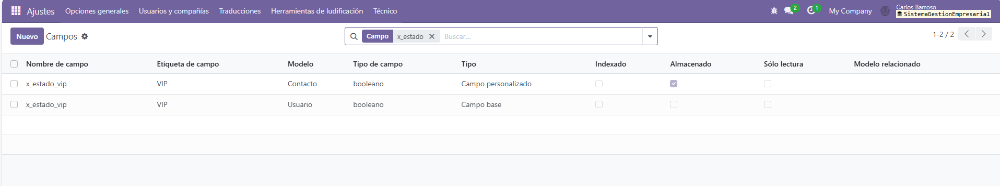 Ajustes Opciones generales Usuarios y compañías Traducciones Herramientas de ludificación Técnico 2 1 My Company Carlos Barroso
SistemaGestionEmpresarial
Nuevo Campos Campo x_estado Buscar... 1-2 / 2
Nombre de campo Etiqueta de campo Modelo Tipo de campo Tipo Indexado Almacenado Sólo lectura Modelo relacionado
x_estado_vip VIP Contacto booleano Campo personalizado
x_estado_vip VIP Usuario booleano Campo base